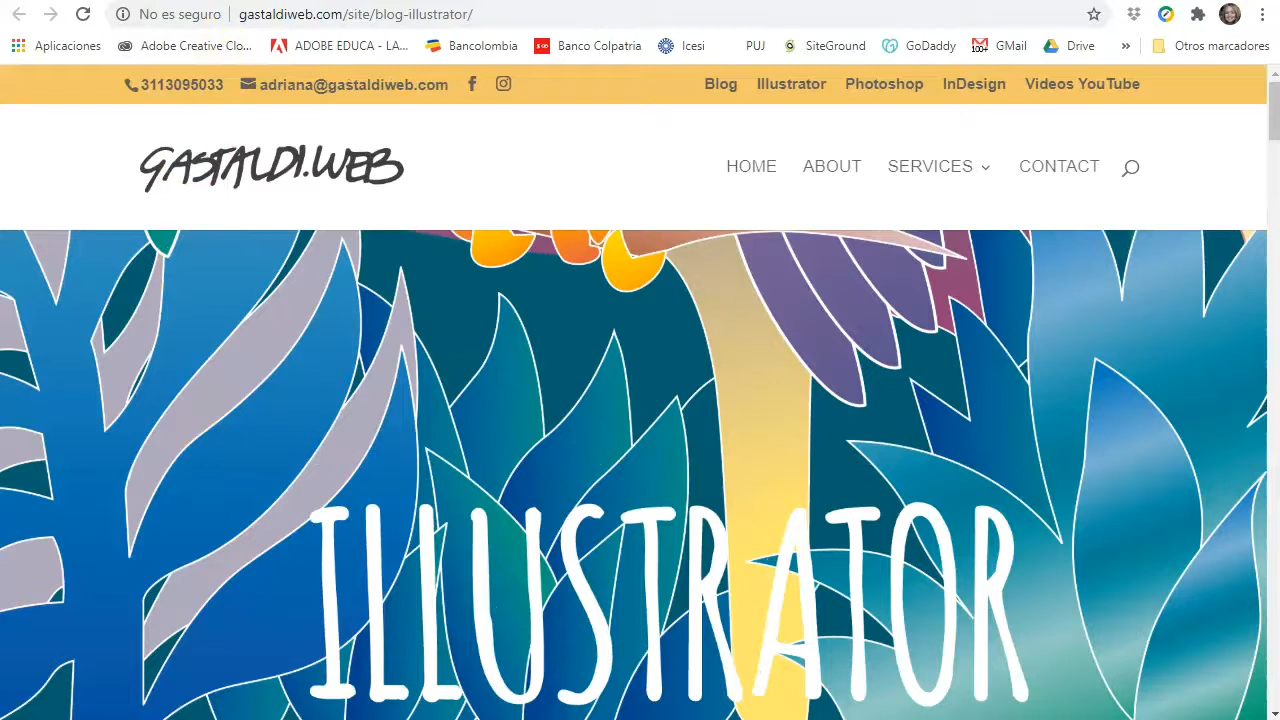 No es seguro gastaldiweb.com/site/blog-illustrator/
Aplicaciones Adobe Creative Clo... ADOBE EDUCA - LA... Bancolombia Banco Colpatria Icesi PUJ SiteGround GoDaddy 100+ GMail Drive » Otros marcadores
3113095033 adriana@gastaldiweb.com Blog Illustrator Photoshop InDesign Videos YouTube
GASTALDI.WEB HOME ABOUT SERVICES CONTACT
ILLUSTRATOR